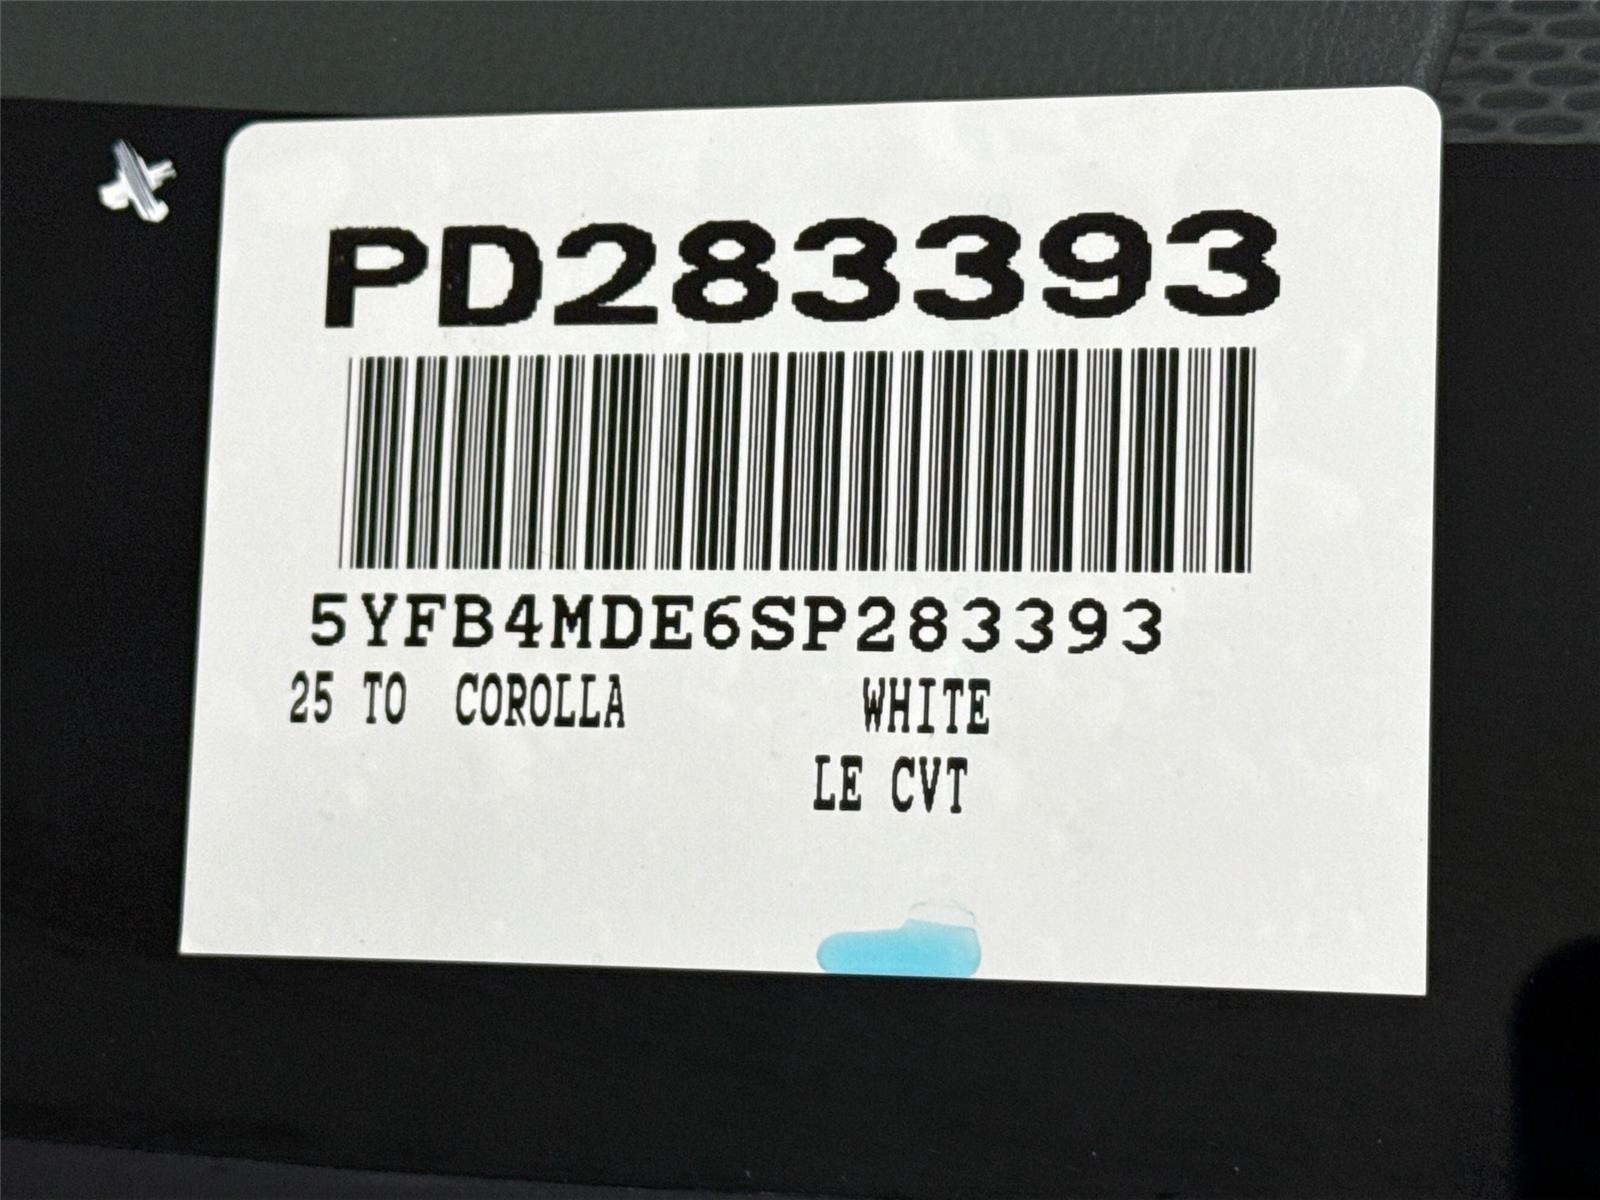 PD283393
5YFB4MDE6SP283393
25 TO COROLLA WHITE
LE CVT